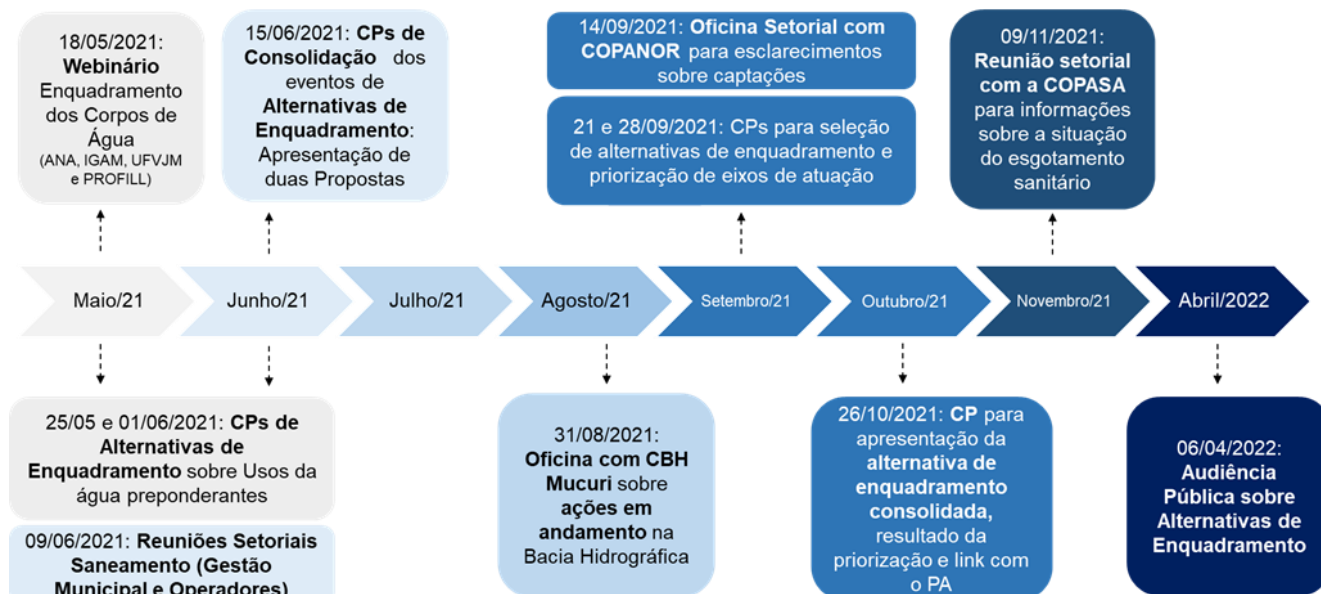 18/05/2021:
Webinário
Enquadramento
dos Corpos de
Água
(ANA, IGAM, UFVJM
e PROFILL)
15/06/2021: CPs de
Consolidação dos
eventos de
Alternativas de
Enquadramento:
Apresentação de
duas Propostas
14/09/2021: Oficina Setorial com
COPANOR para esclarecimentos
sobre captações
21 e 28/09/2021: CPs para seleção
de alternativas de enquadramento e
priorização de eixos de atuação
09/11/2021:
Reunião setorial
com a COPASA
para informações
sobre a situação
do esgotamento
sanitário
Maio/21
Junho/21
Julho/21
Agosto/21
Setembro/21
Outubro/21
Novembro/21
Abril/2022
25/05 e 01/06/2021: CPs de
Alternativas de
Enquadramento sobre Usos da
água preponderantes
09/06/2021: Reuniões Setoriais
Saneamento (Gestão
Municipal e Operadores)
31/08/2021:
Oficina com CBH
Mucuri sobre
ações em
andamento na
Bacia Hidrográfica
26/10/2021: CP para
apresentação da
alternativa de
enquadramento
consolidada,
resultado da
priorização e link com
o PA
06/04/2022:
Audiência
Pública sobre
Alternativas de
Enquadramento